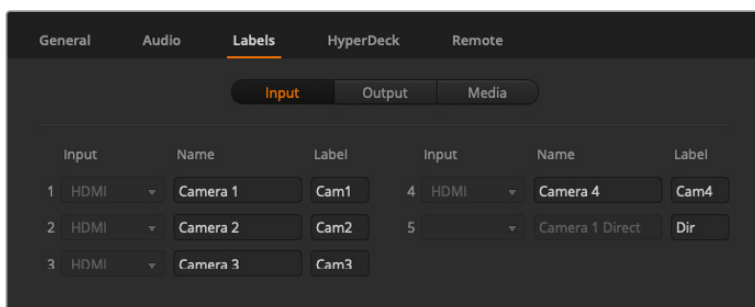 General Audio Labels HyperDeck Remote
Input Output Media
Input Name Label Input Name Label
1 HDMI Camera 1 Cam1 4 HDMI Camera 4 Cam4
2 HDMI Camera 2 Cam2 5 Camera 1 Direct Dir
3 HDMI Camera 3 Cam3